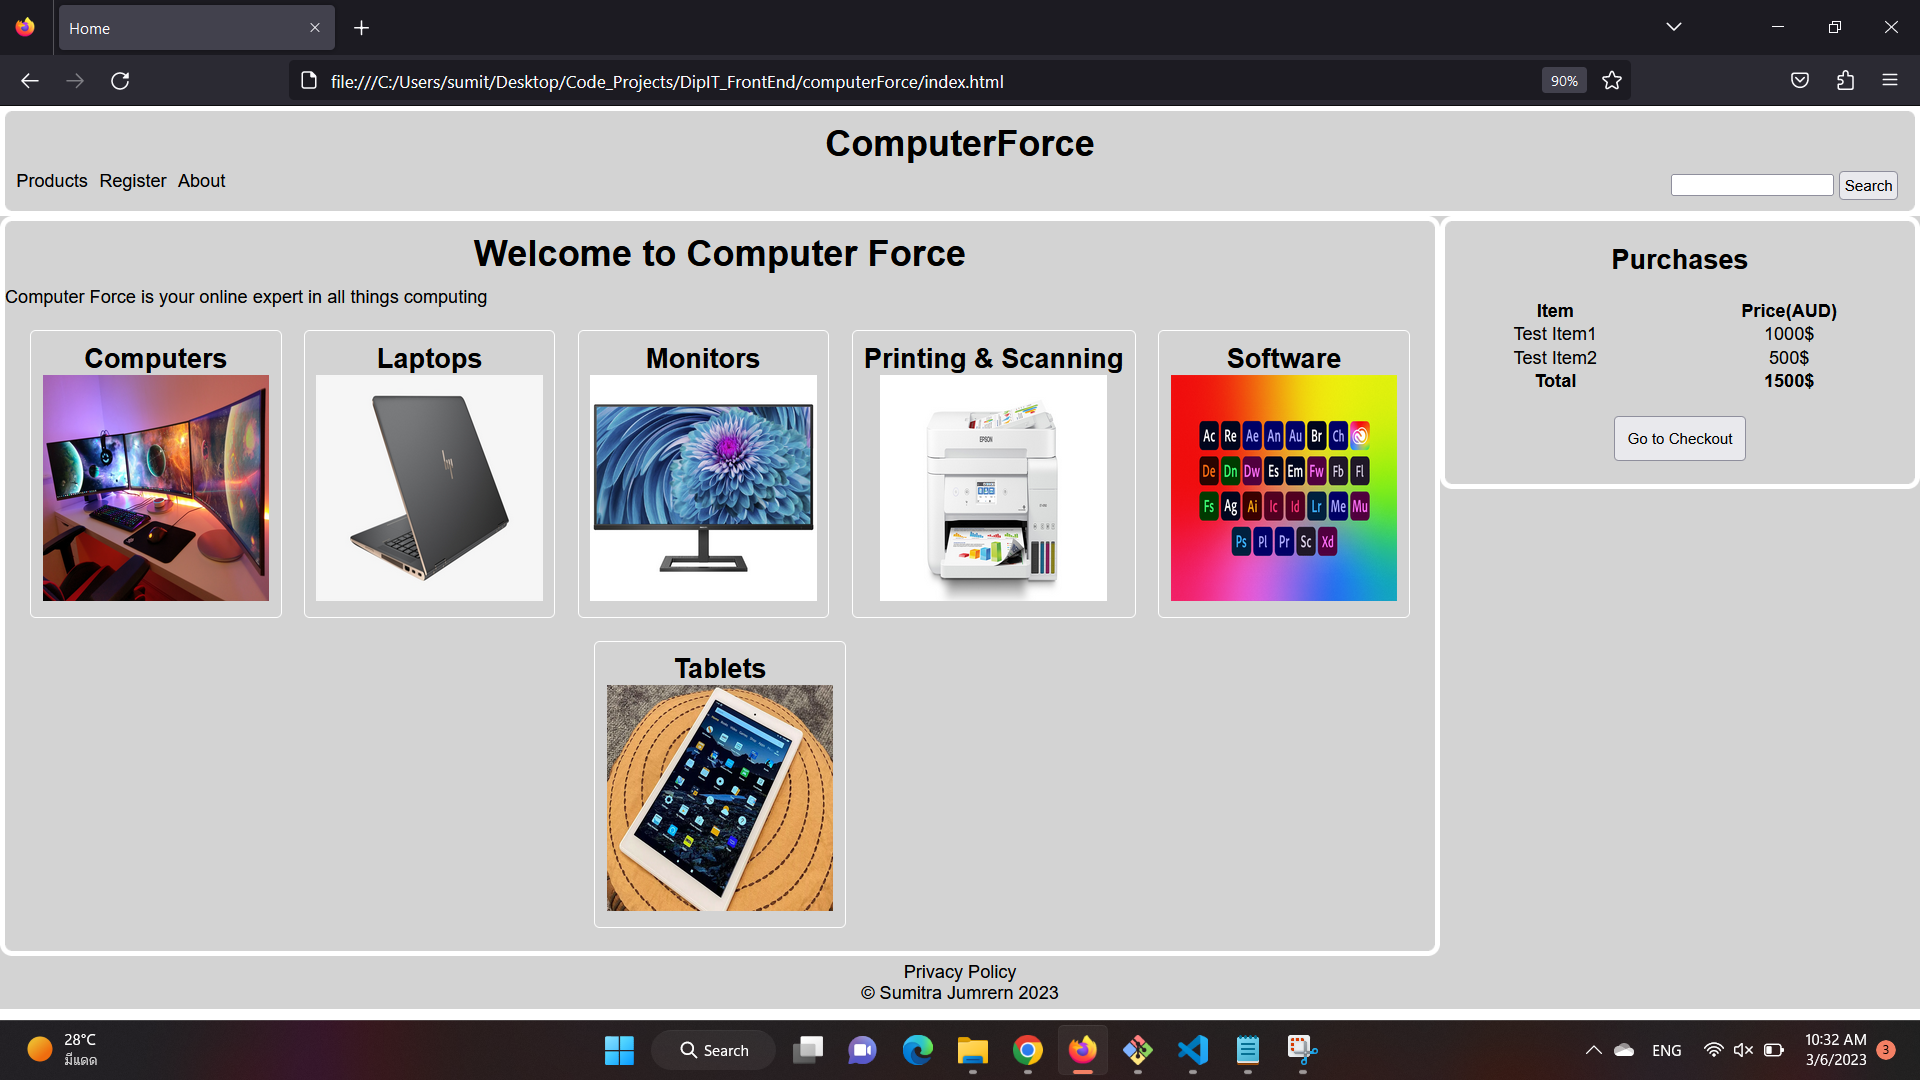 Home
file:///C:/Users/sumit/Desktop/Code_Projects/DipIT_FrontEnd/computerForce/index.html
90%
ComputerForce
Products Register About
Search
Welcome to Computer Force
Computer Force is your online expert in all things computing
Computers
Laptops
Monitors
Printing & Scanning
EPSON
Software
Ac Re Ae An Au Br Ch
De Dn Dw Es Em Fw Fb Fl
Fs Ag Ai Ic Id Lr Me Mu
Ps Pl Pr Sc Xd
Tablets
Purchases
Item Price(AUD)
Test Item1 1000$
Test Item2 500$
Total 1500$
Go to Checkout
Privacy Policy
© Sumitra Jumrern 2023
28°C
มีแดด
Search
ENG
10:32 AM
3/6/2023
3